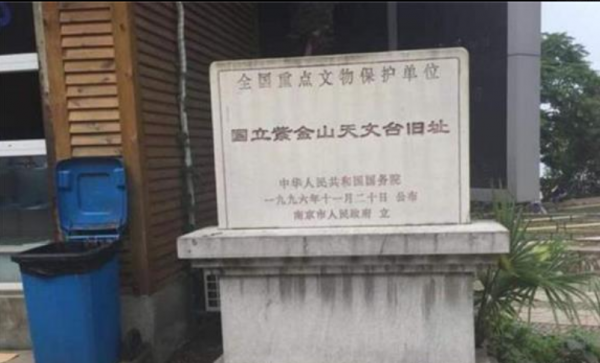 全国重点文物保护单位
国立紫金山天文台旧址
中华人民共和国国务院
一九九六年十一月二十日 公布
南京市人民政府 立